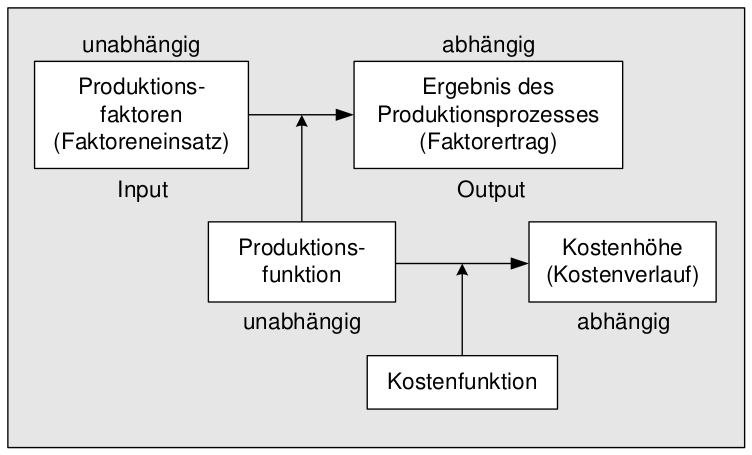 unabhängig
abhängig
Produktions-
faktoren
(Faktoreneinsatz)
Ergebnis des
Produktionsprozesses
(Faktorertrag)
Input
Output
Produktions-
funktion
Kostenhöhe
(Kostenverlauf)
unabhängig
abhängig
Kostenfunktion